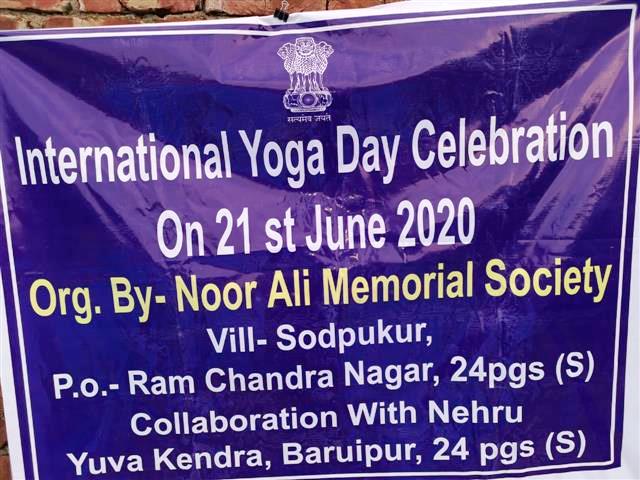 सत्यमेव जयते
International Yoga Day Celebration
On 21 st June 2020
Org. By- Noor Ali Memorial Society
Vill- Sodpukur,
P.o.- Ram Chandra Nagar, 24pgs (S)
Collaboration With Nehru
Yuva Kendra, Baruipur, 24 pgs (S)